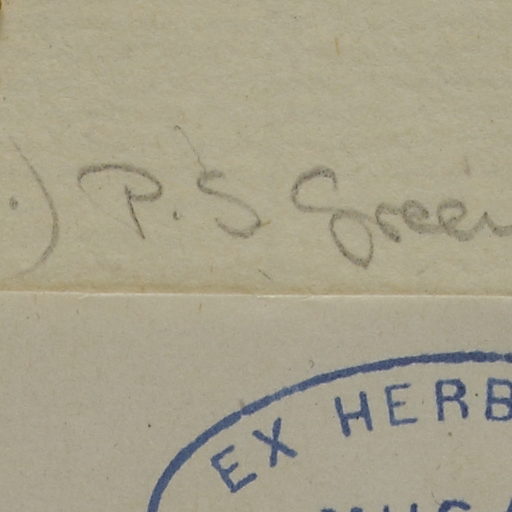 .) P.S Green
EX HERB